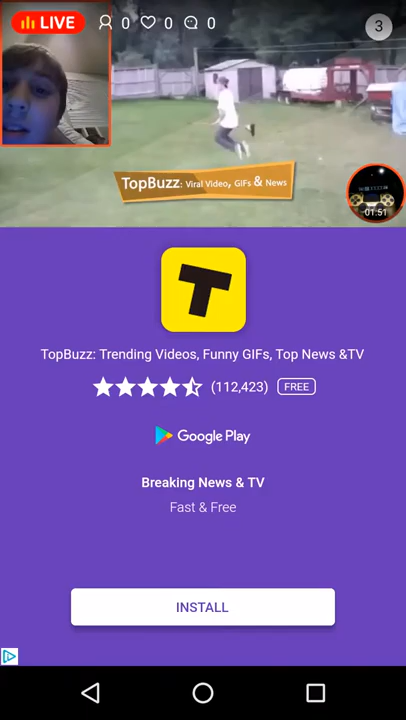 LIVE 0 0 0
3
TopBuzz: Viral Video, GIFs & News
01:51
T
TopBuzz: Trending Videos, Funny GIFs, Top News &TV
(112,423) FREE
Google Play
Breaking News & TV
Fast & Free
INSTALL